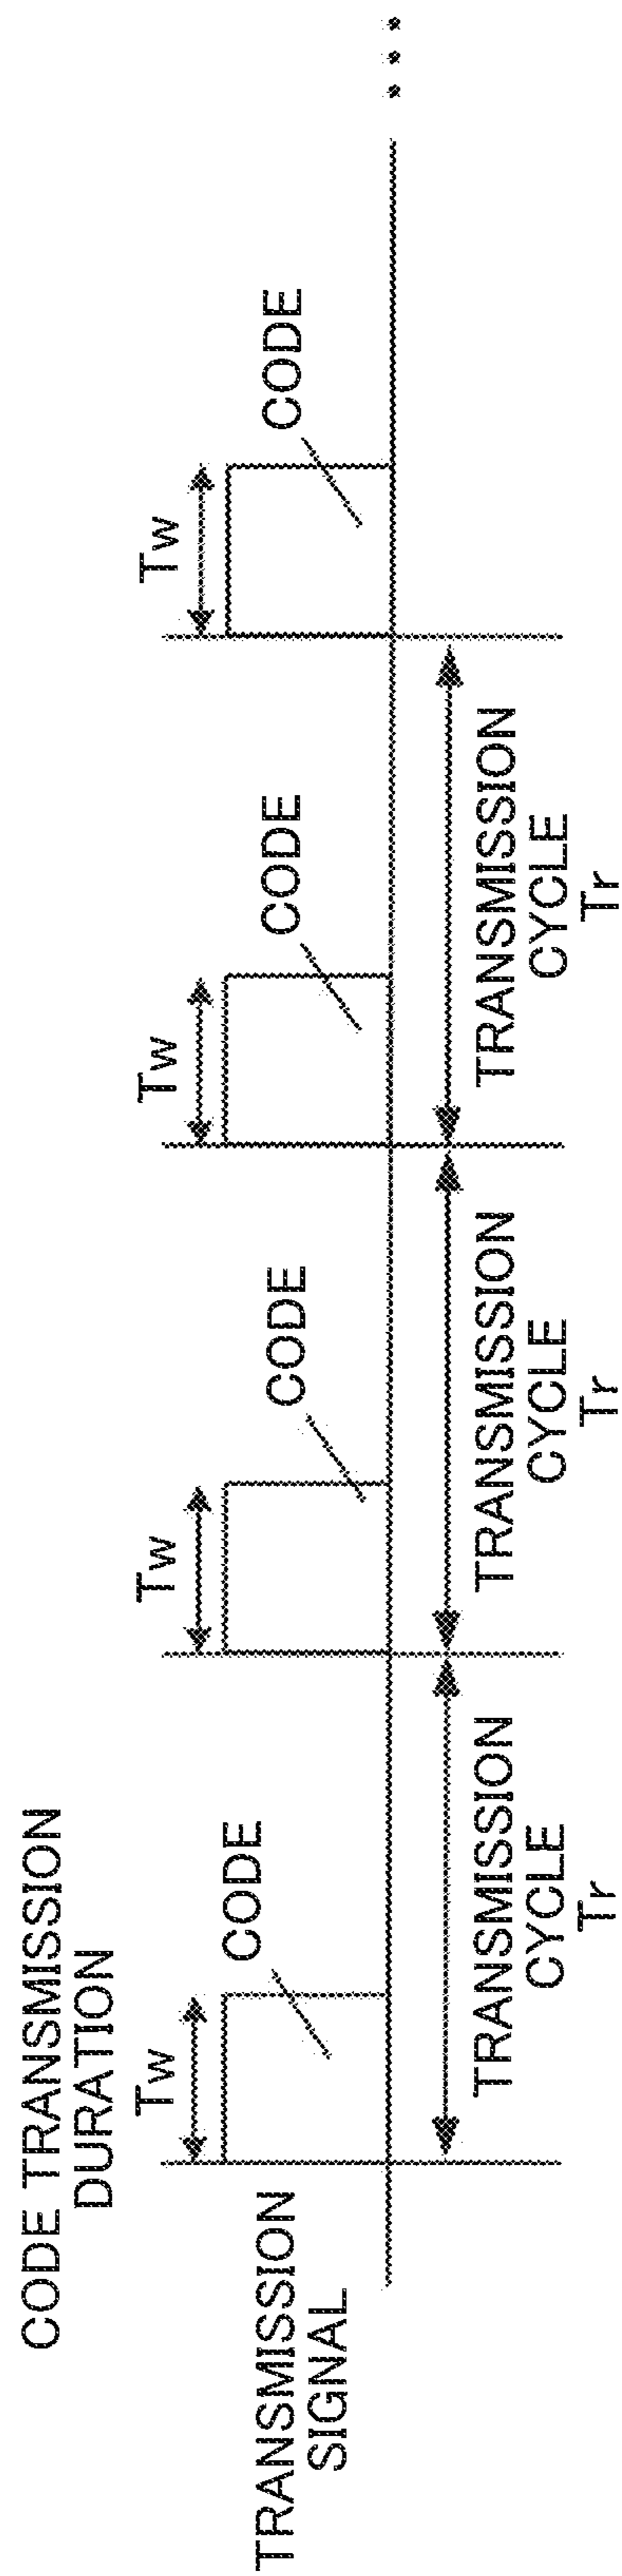 CODE TRANSMISSION
DURATION
Tw
Tw
Tw
Tw
TRANSMISSION
SIGNAL
CODE
CODE
CODE
CODE
TRANSMISSION
CYCLE
Tr
TRANSMISSION
CYCLE
Tr
TRANSMISSION
CYCLE
Tr